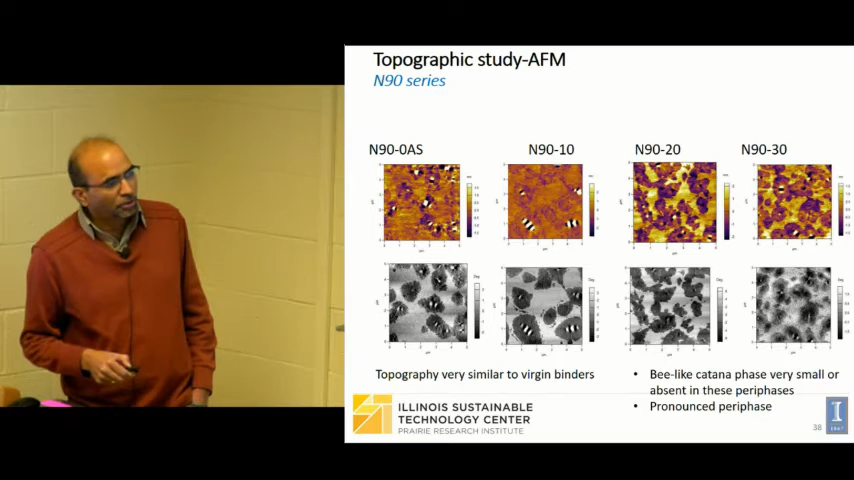 Topographic study-AFM
N90 series
N90-0AS
N90-10
N90-20
N90-30
Topography very similar to virgin binders
• Bee-like catana phase very small or
absent in these periphases
• Pronounced periphase
ILLINOIS SUSTAINABLE
TECHNOLOGY CENTER
PRAIRIE RESEARCH INSTITUTE
38